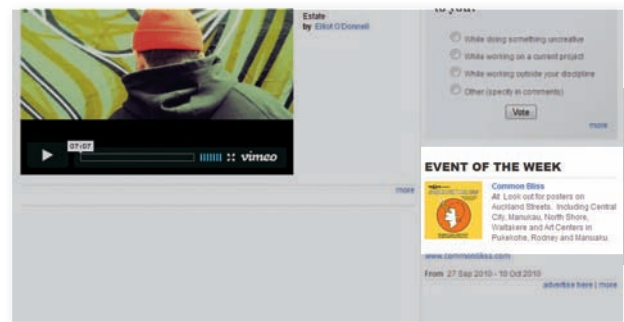 Estate
by Elliot O'Donnell
to you?
While doing something uncreative
While working on a current project
While working outside your discipline
Other (specify in comments)
Vote
more
07:07
vimeo
more
EVENT OF THE WEEK
Common Bliss
At: Look out for posters on
Auckland Streets. Including Central
City, Manukau, North Shore,
Waitakere and Art Centers in
Pukekohe, Rodney and Manuaku.
www.commonbliss.com
From 27 Sep 2010 - 10 Oct 2010
advertise here | more